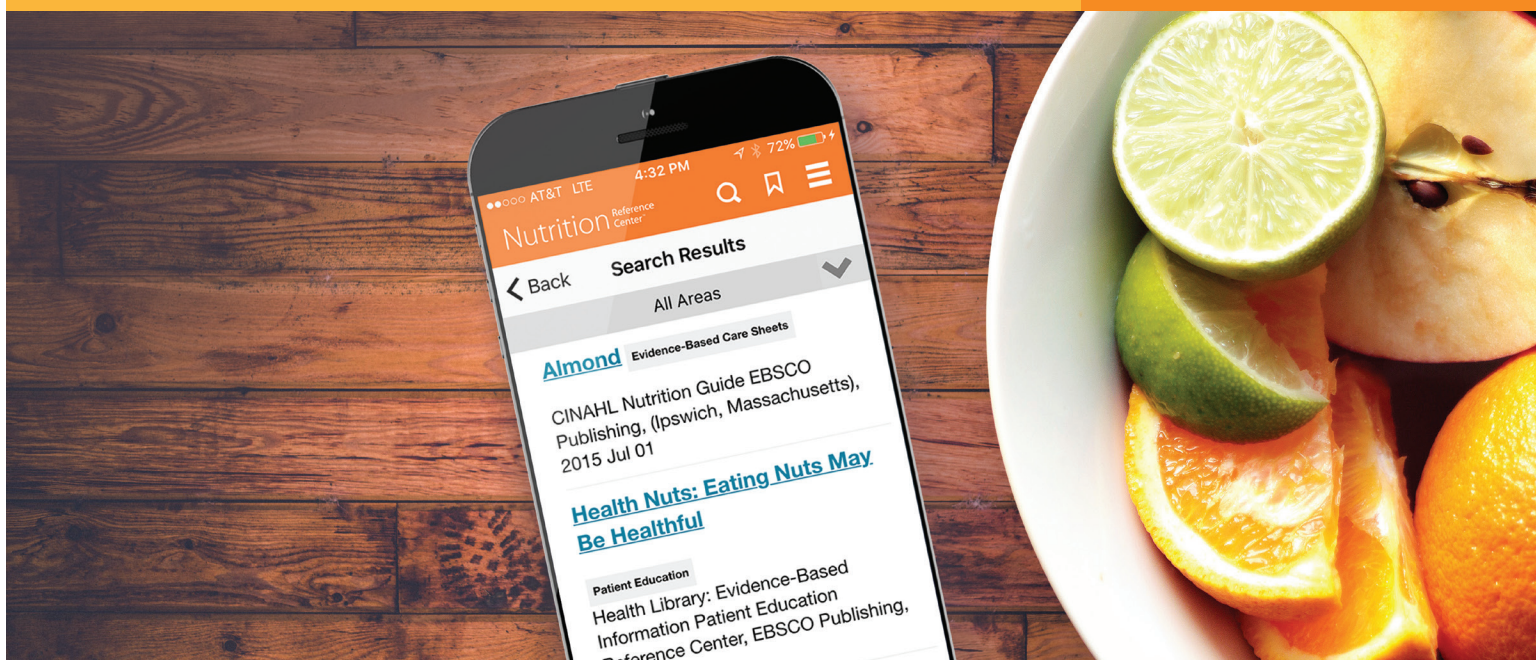 ●●○○○ AT&T LTE 4:32 PM 72%
Nutrition Reference Center™
Back Search Results
All Areas
Almond Evidence-Based Care Sheets
CINAHL Nutrition Guide EBSCO
Publishing, (Ipswich, Massachusetts),
2015 Jul 01
Health Nuts: Eating Nuts May
Be Healthful
Patient Education
Health Library: Evidence-Based
Information Patient Education
Reference Center, EBSCO Publishing,